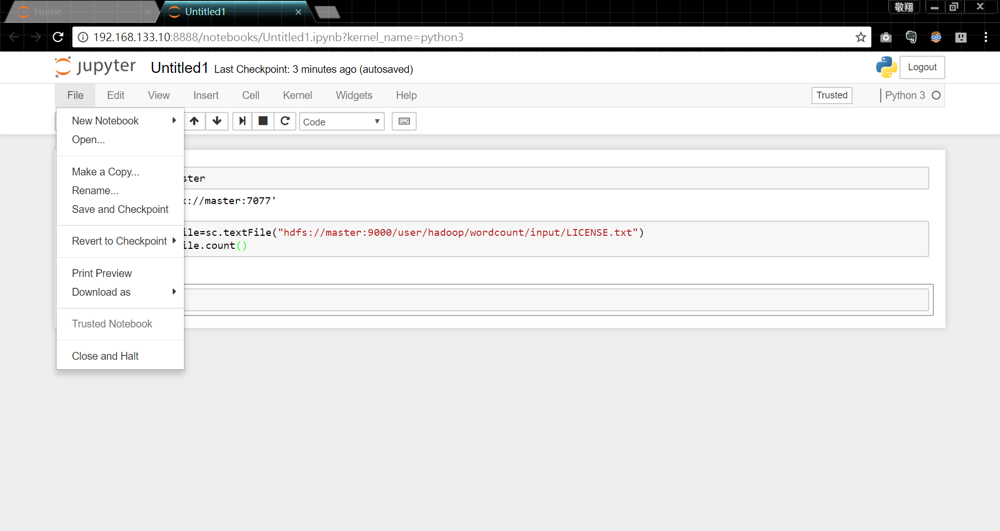 Home
Untitled1
敬翔
192.168.133.10:8888/notebooks/Untitled1.ipynb?kernel_name=python3
jupyter
Untitled1 Last Checkpoint: 3 minutes ago (autosaved)
Logout
File Edit View Insert Cell Kernel Widgets Help
Trusted
Python 3
Code
New Notebook
Open...
Make a Copy...
Rename...
Save and Checkpoint
Revert to Checkpoint
Print Preview
Download as
Trusted Notebook
Close and Halt
ster
://master:7077'
ile=sc.textFile("hdfs://master:9000/user/hadoop/wordcount/input/LICENSE.txt")
ile.count()